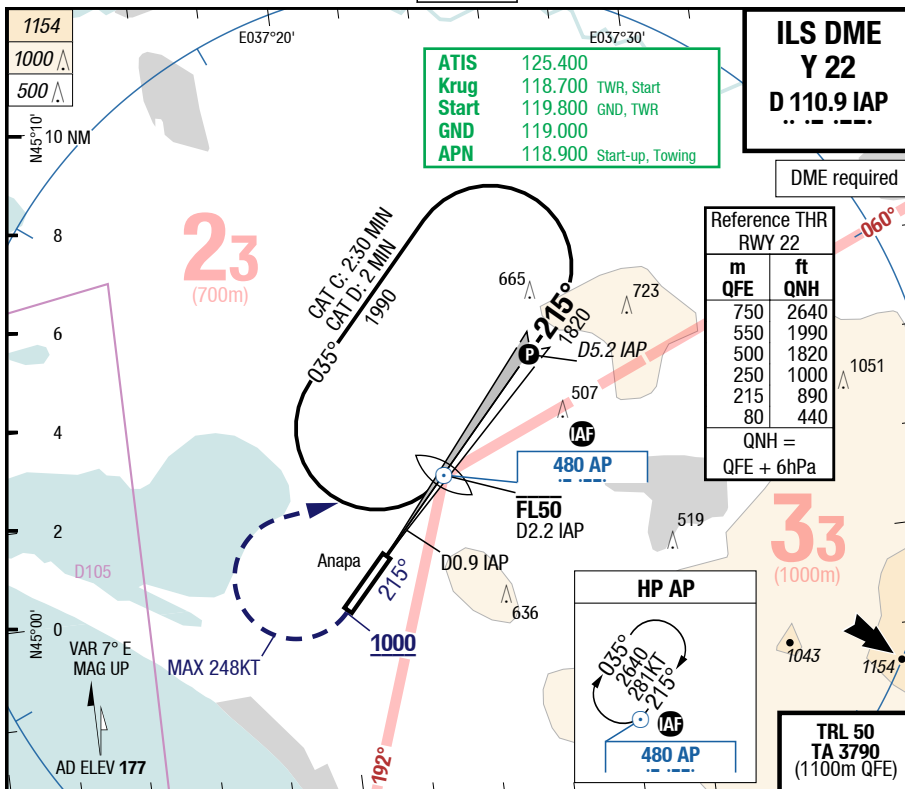 1154
1000
500
E037°20'
E037°30'
ILS DME
Y 22
D 110.9 IAP
ATIS 125.400
Krug 118.700 TWR, Start
Start 119.800 GND, TWR
GND 119.000
APN 118.900 Start-up, Towing
N45°10'
10 NM
DME required
8
23
(700m)
CAT C: 2:30 MIN
CAT D: 2 MIN
1990
035°
060°
Reference THR
RWY 22
m ft
QFE QNH
750 2640
550 1990
500 1820
250 1000
215 890
80 440
QNH =
QFE + 6hPa
665
723
-215°
1820
P
D5.2 IAP
6
1051
507
IAF
4
480 AP
FL50
D2.2 IAP
519
33
(1000m)
2
Anapa
D0.9 IAP
D105
215°
636
HP AP
035°
2640
281KT
-215°
IAF
480 AP
N45°00'
0
1000
MAX 248KT
1043
1154
VAR 7° E
MAG UP
AD ELEV 177
192°
TRL 50
TA 3790
(1100m QFE)